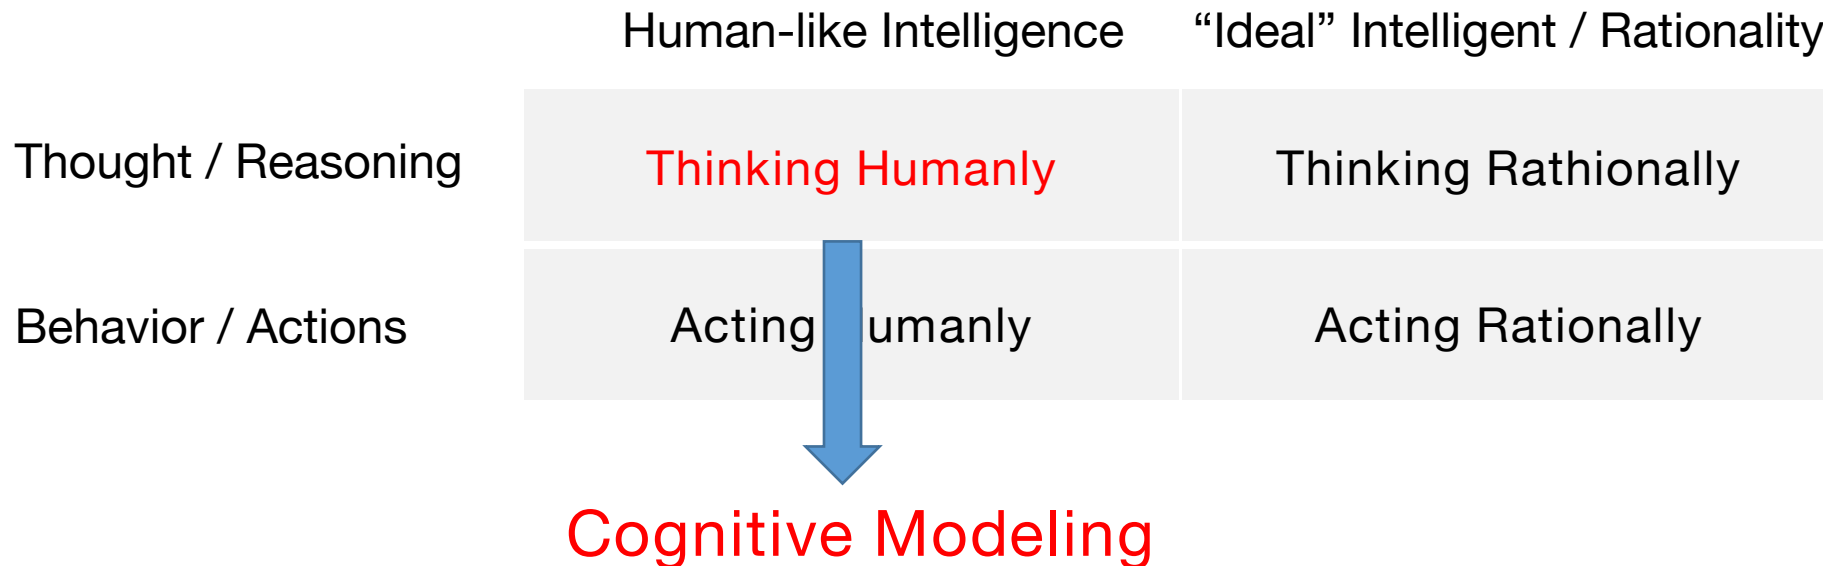 Human-like Intelligence “Ideal” Intelligent / Rationality
Thought / Reasoning Thinking Humanly Thinking Rathionally
Behavior / Actions Acting umanly Acting Rationally
Cognitive Modeling